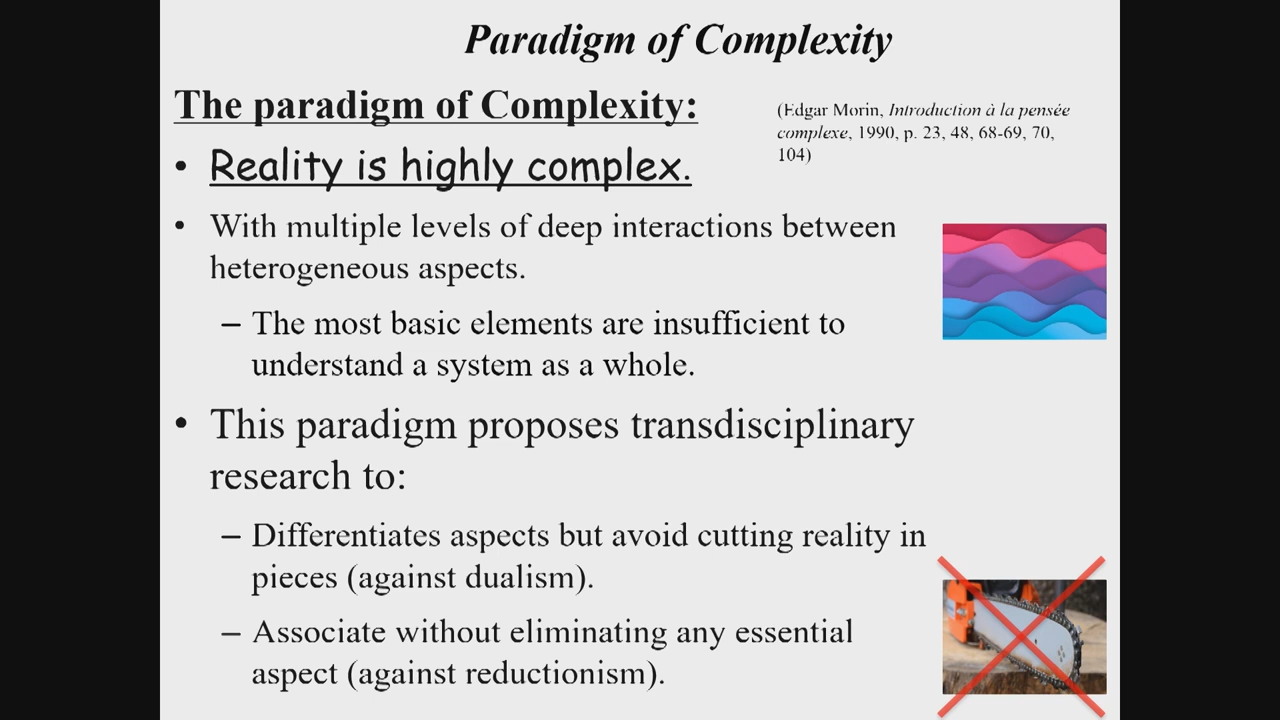 Paradigm of Complexity
The paradigm of Complexity:
(Edgar Morin, Introduction à la pensée
complexe, 1990, p. 23, 48, 68-69, 70,
104)
• Reality is highly complex.
• With multiple levels of deep interactions between
heterogeneous aspects.
– The most basic elements are insufficient to
understand a system as a whole.
• This paradigm proposes transdisciplinary
research to:
– Differentiates aspects but avoid cutting reality in
pieces (against dualism).
– Associate without eliminating any essential
aspect (against reductionism).